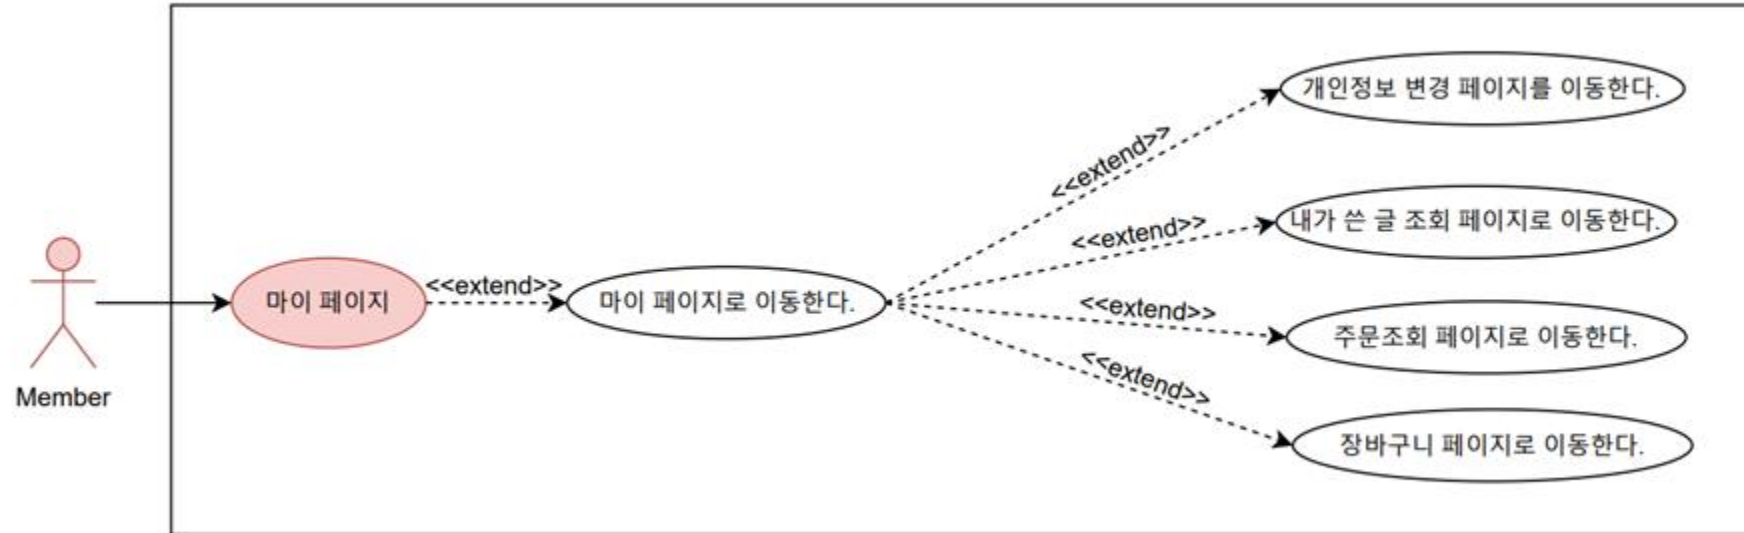 개인정보 변경 페이지를 이동한다.
<<extend>>
내가 쓴 글 조회 페이지로 이동한다.
<<extend>>
마이 페이지
<<extend>>
마이 페이지로 이동한다.
<<extend>>
주문조회 페이지로 이동한다.
<<extend>>
장바구니 페이지로 이동한다.
Member